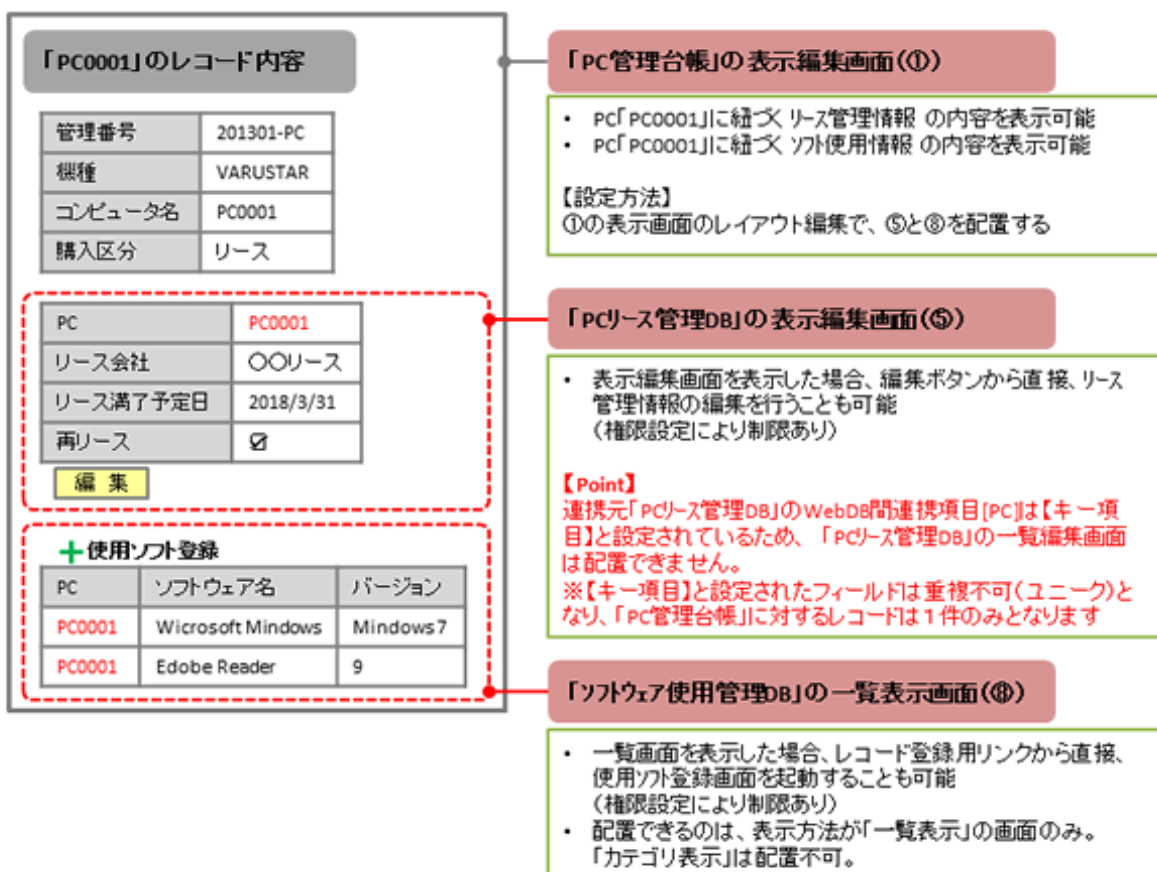 「PC0001」のレコード内容
管理番号 201301-PC
機種 VARUSTAR
コンピュータ名 PC0001
購入区分 リース
PC PC0001
リース会社 〇〇リース
リース満了予定日 2018/3/31
再リース ☑
編 集
+使用ソフト登録
PC ソフトウェア名 バージョン
PC0001 Wicrosoft Mindows Mindows7
PC0001 Edobe Reader 9
「PC管理台帳」の表示編集画面(①)
・ PC「PC0001」に紐づく リース管理情報 の内容を表示可能
・ PC「PC0001」に紐づく ソフト使用情報 の内容を表示可能
【設定方法】
①の表示画面のレイアウト編集で、⑤と⑧を配置する
「PCリース管理DB」の表示編集画面(⑤)
・ 表示編集画面を表示した場合、編集ボタンから直接、リース
管理情報の編集を行うことも可能
(権限設定により制限あり)
【Point】
連携元「PCリース管理DB」のWebDB間連携項目[PC]は【キー項
目】と設定されているため、「PCリース管理DB」の一覧編集画面
は配置できません。
※【キー項目】と設定されたフィールドは重複不可(ユニーク)と
なり、「PC管理台帳」に対するレコードは1件のみとなります
「ソフトウェア使用管理DB」の一覧表示画面(⑧)
・ 一覧画面を表示した場合、レコード登録用リンクから直接、
使用ソフト登録画面を起動することも可能
(権限設定により制限あり)
・ 配置できるのは、表示方法が「一覧表示」の画面のみ。
「カテゴリ表示」は配置不可。